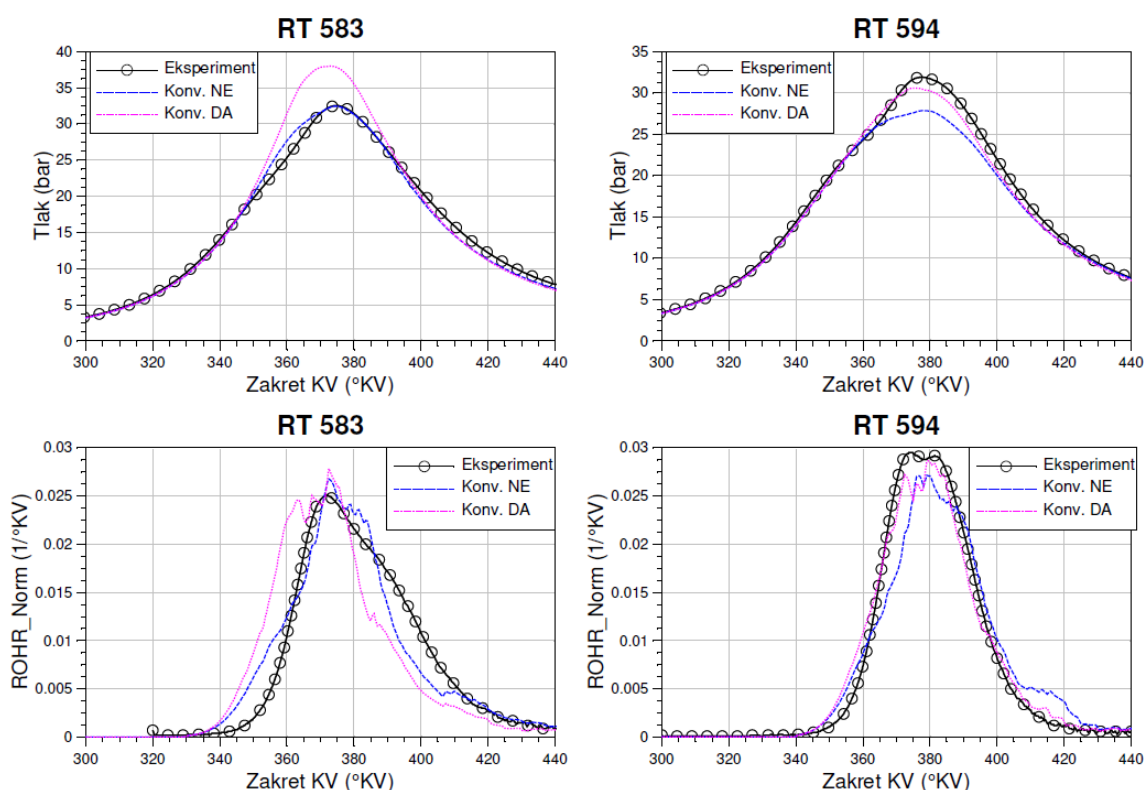 RT 583
40
35
30
25
20
15
10
5
0
Tlak (bar)
Eksperiment
Konv. NE
Konv. DA
300 320 340 360 380 400 420 440
Zakret KV (°KV)
RT 594
35
30
25
20
15
10
5
0
Tlak (bar)
Eksperiment
Konv. NE
Konv. DA
300 320 340 360 380 400 420 440
Zakret KV (°KV)
RT 583
0.03
0.025
0.02
0.015
0.01
0.005
0
ROHR_Norm (1/°KV)
Eksperiment
Konv. NE
Konv. DA
300 320 340 360 380 400 420 440
Zakret KV (°KV)
RT 594
0.03
0.025
0.02
0.015
0.01
0.005
0
ROHR_Norm (1/°KV)
Eksperiment
Konv. NE
Konv. DA
300 320 340 360 380 400 420 440
Zakret KV (°KV)